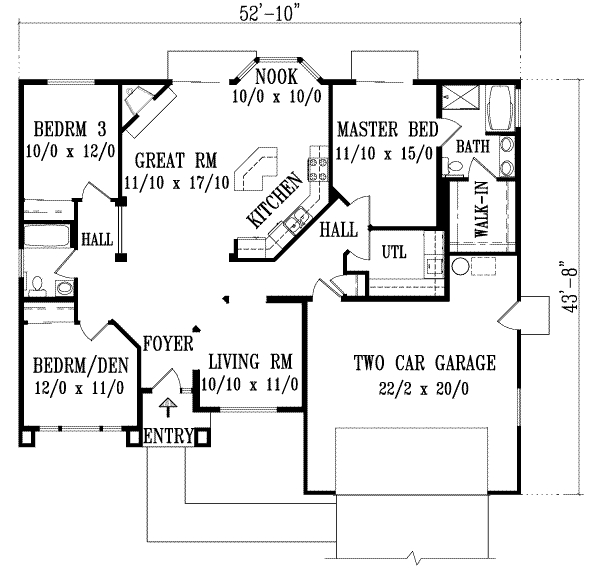 52'-10"
NOOK
10/0 x 10/0
BEDRM 3
10/0 x 12/0
MASTER BED
11/10 x 15/0
BATH
GREAT RM
11/10 x 17/10
KITCHEN
WALK-IN
HALL
HALL
UTL
43'-8"
FOYER
BEDRM/DEN
12/0 x 11/0
LIVING RM
10/10 x 11/0
TWO CAR GARAGE
22/2 x 20/0
ENTRY